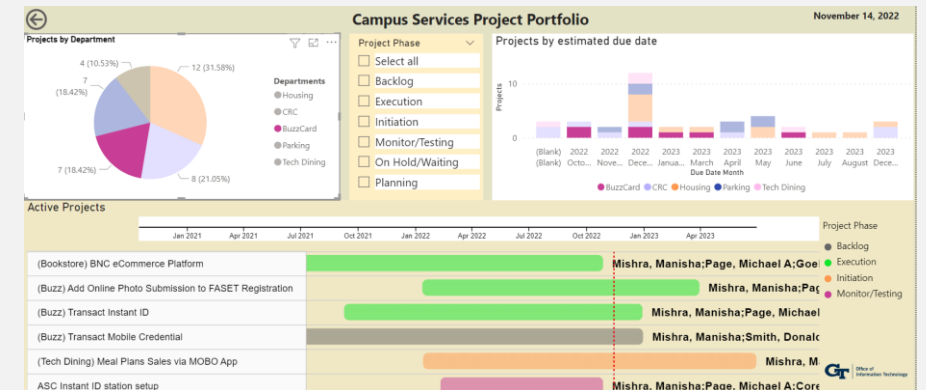 Campus Services Project Portfolio
November 14, 2022
Projects by Department
4 (10.53%)
12 (31.58%)
7
(18.42%)
7 (18.42%)
8 (21.05%)
Departments
Housing
CRC
BuzzCard
Parking
Tech Dining
Project Phase
Select all
Backlog
Execution
Initiation
Monitor/Testing
On Hold/Waiting
Planning
Projects by estimated due date
Projects
10
0
(Blank) 2022 2022 2022 2023 2023 2023 2023 2023 2023 2023 2023
(Blank) Octo... Nove... Dece... Janua... March April May June July August Dece...
Due Date Month
BuzzCard CRC Housing Parking Tech Dining
Active Projects
Jan 2021 Apr 2021 Jul 2021 Oct 2021 Jan 2022 Apr 2022 Jul 2022 Oct 2022 Jan 2023 Apr 2023
Project Phase
Backlog
Execution
Initiation
Monitor/Testing
(Bookstore) BNC eCommerce Platform
Mishra, Manisha;Page, Michael A;Goe
(Buzz) Add Online Photo Submission to FASET Registration
Mishra, Manisha;Pag
(Buzz) Transact Instant ID
Mishra, Manisha;Page, Michael
(Buzz) Transact Mobile Credential
Mishra, Manisha;Smith, Donald
(Tech Dining) Meal Plans Sales via MOBO App
Mishra, M
ASC Instant ID station setup
Mishra, Manisha;Page, Michael A;Core
GT Office of
Information Technology